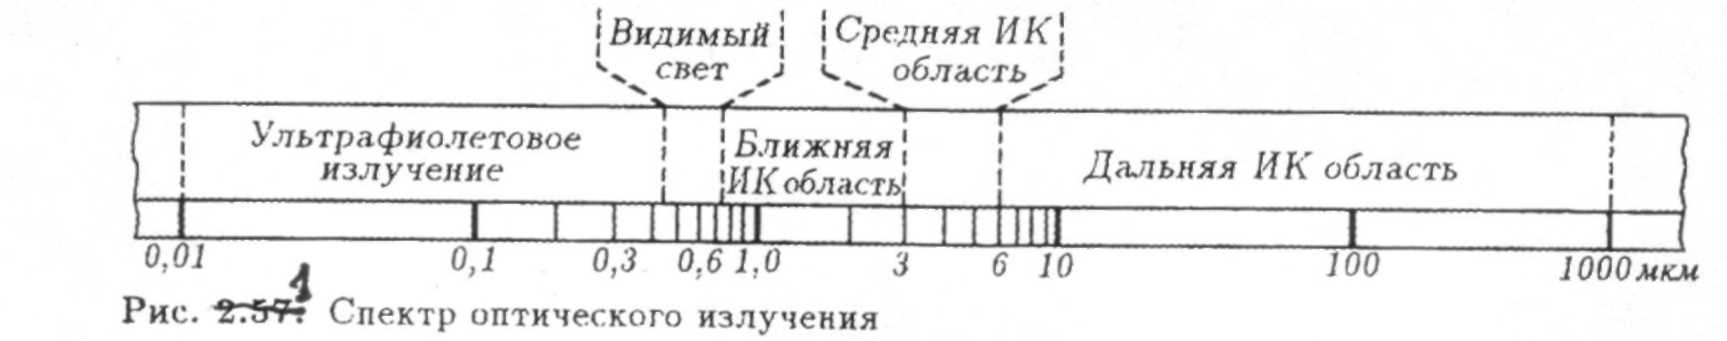 Видимый
свет
Средняя ИК
область
Ультрафиолетовое
излучение
Ближняя
ИК область
Дальняя ИК область
0,01 0,1 0,3 0,6 1,0 3 6 10 100 1000 мкм
Рис. 2.57. 1 Спектр оптического излучения